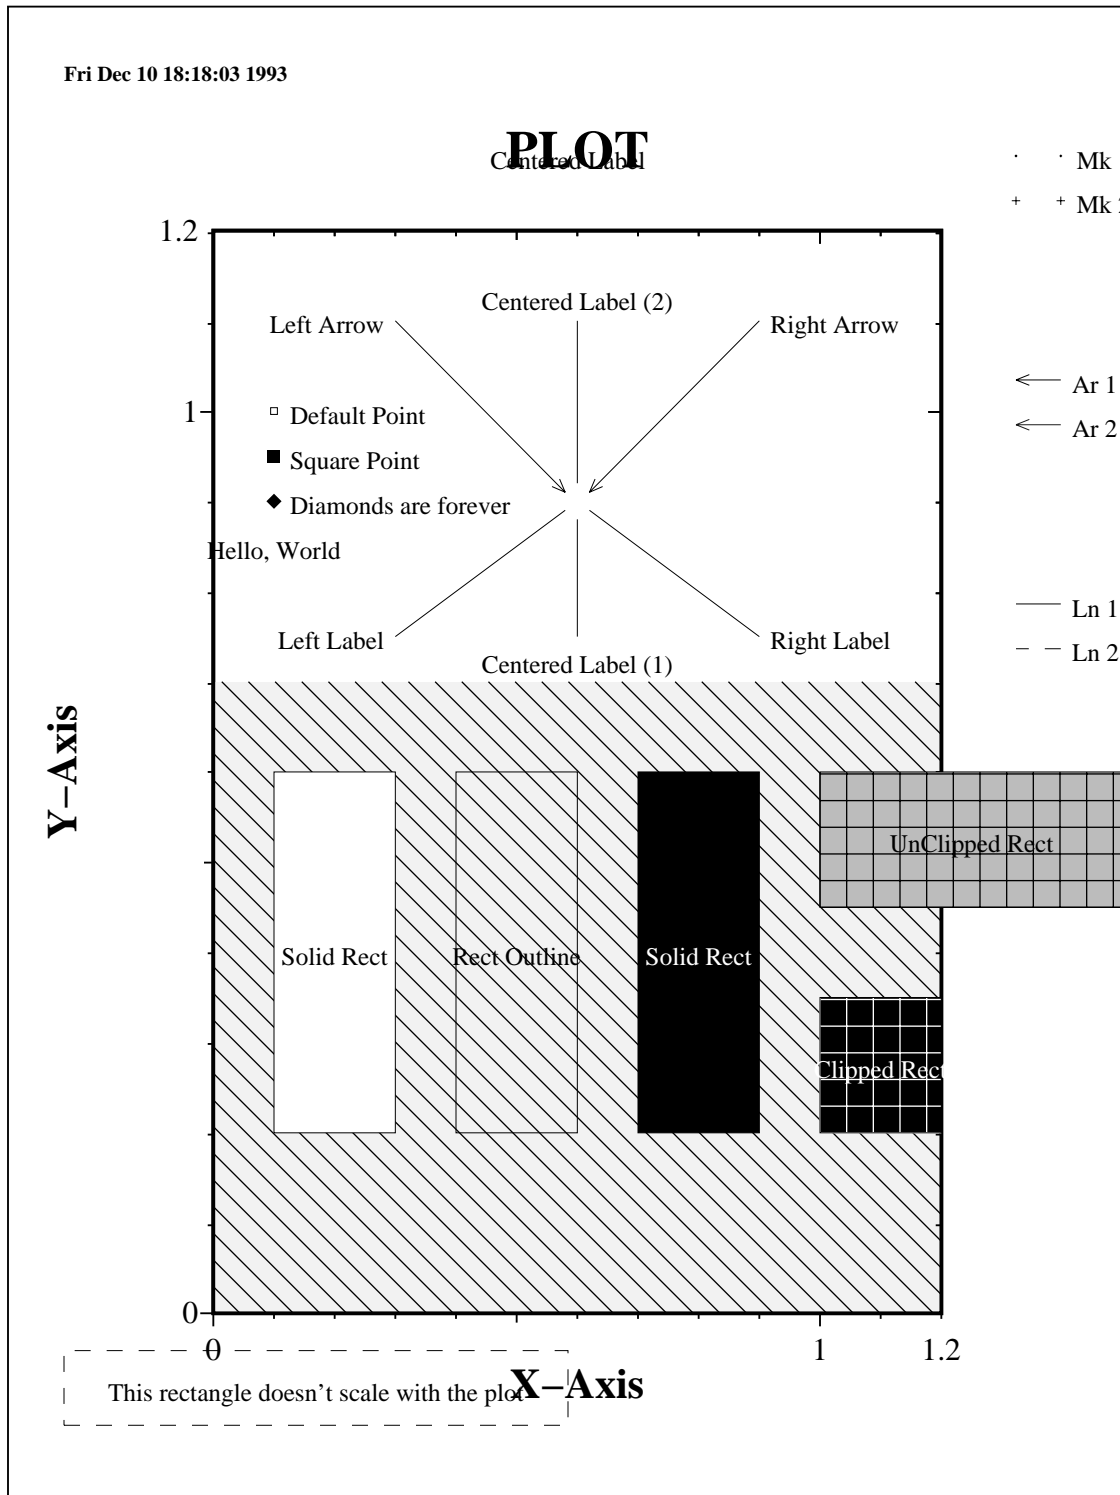 Fri Dec 10 18:18:03 1993
PLOT
Centered Label
Mk
Mk
1.2
Centered Label (2)
Left Arrow
Right Arrow
Ar 1
1
Default Point
Ar 2
Square Point
Diamonds are forever
Hello, World
Ln 1
Left Label
Right Label
Ln 2
Centered Label (1)
Y–Axis
UnClipped Rect
Solid Rect
Rect Outline
Solid Rect
Clipped Rect
0
0
1
1.2
X–Axis
This rectangle doesn't scale with the plot